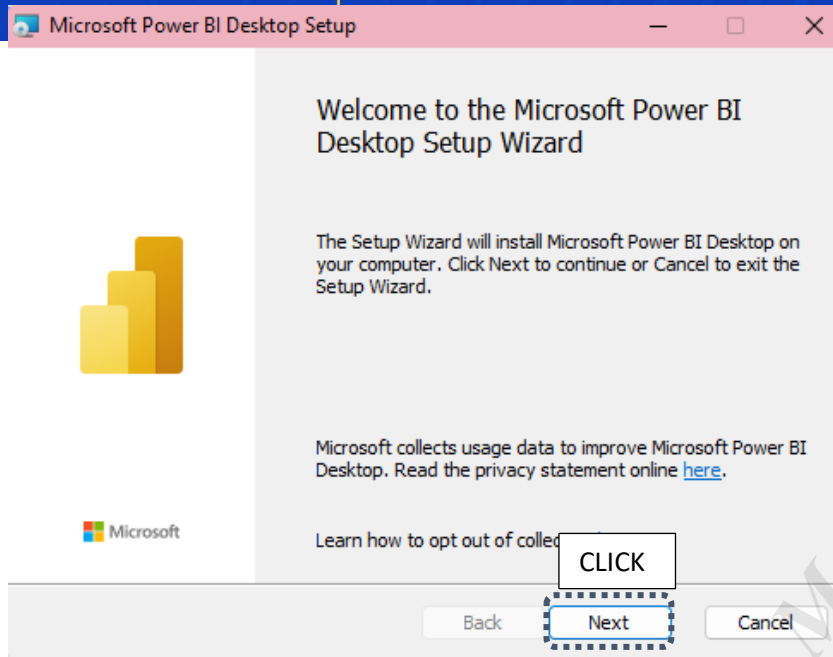 Microsoft Power BI Desktop Setup
Welcome to the Microsoft Power BI
Desktop Setup Wizard
The Setup Wizard will install Microsoft Power BI Desktop on
your computer. Click Next to continue or Cancel to exit the
Setup Wizard.
Microsoft collects usage data to improve Microsoft Power BI
Desktop. Read the privacy statement online here.
Microsoft
Learn how to opt out of
CLICK
Back
Next
Cancel